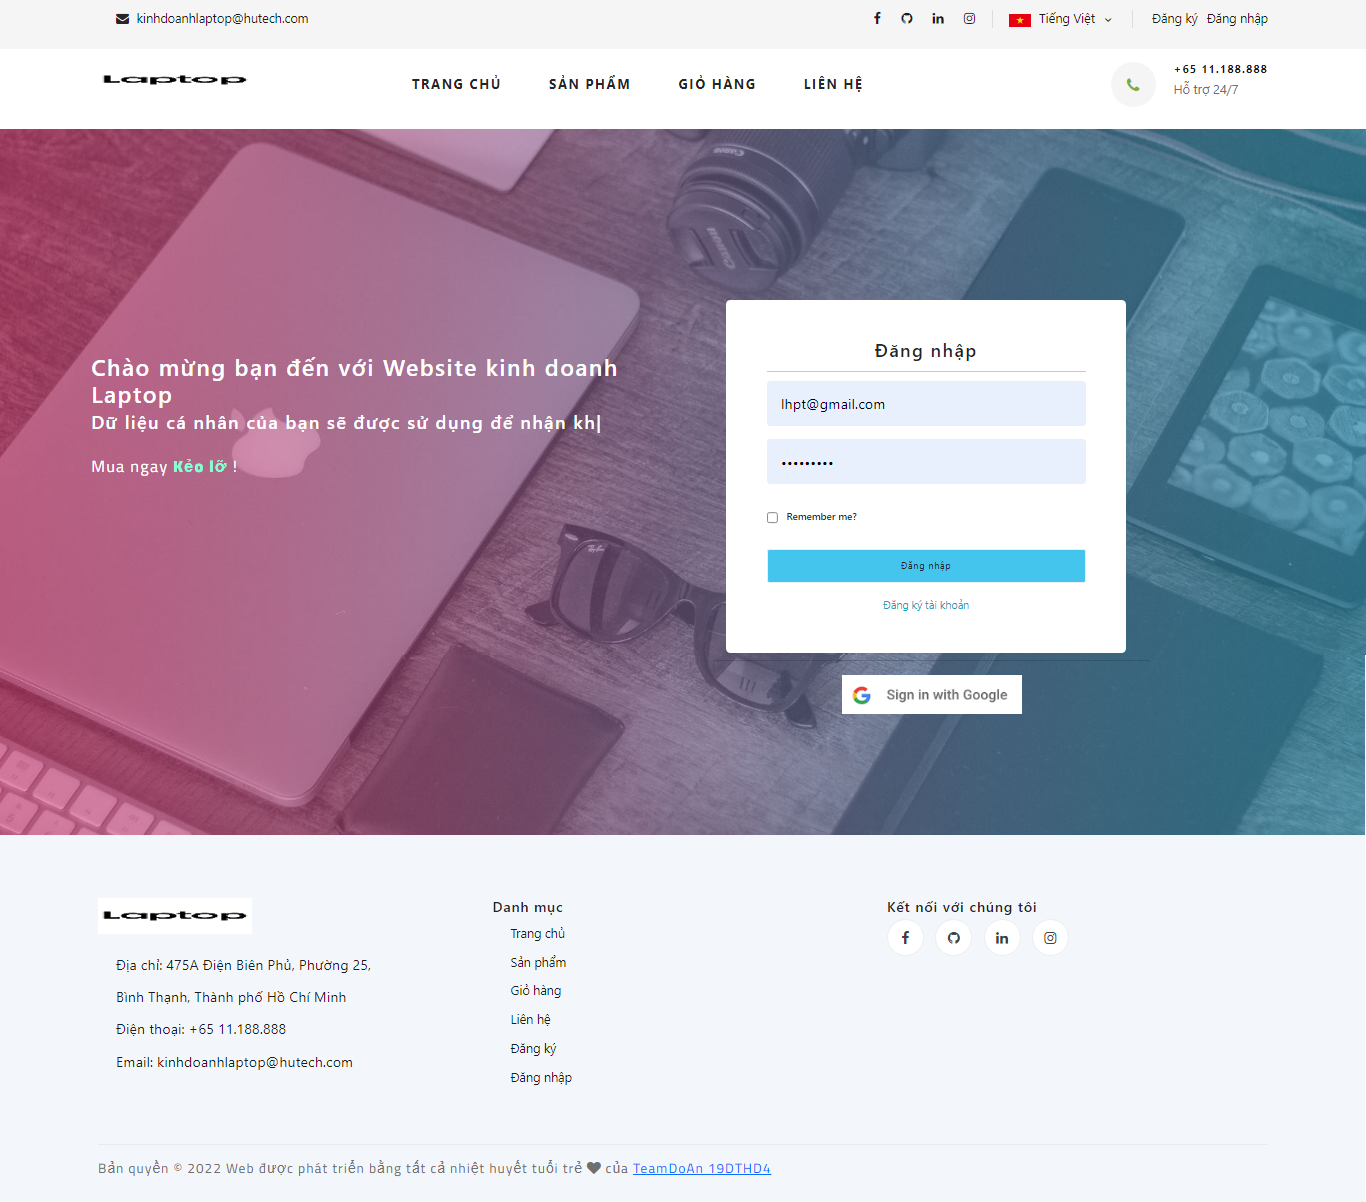 kinhdoanhlaptop@hutech.com
Tiếng Việt
Đăng ký Đăng nhập
Laptop
TRANG CHỦ SẢN PHẨM GIỎ HÀNG LIÊN HỆ
+65 11.188.888
Hỗ trợ 24/7
Canon
Chào mừng bạn đến với Website kinh doanh
Laptop
Dữ liệu cá nhân của bạn sẽ được sử dụng để nhận kh|
Mua ngay Kẻo lỡ !
Đăng nhập
lhpt@gmail.com
•••••••••
Remember me?
Đăng nhập
Đăng ký tài khoản
Ray-Ban
Sign in with Google
Laptop
Địa chỉ: 475A Điện Biên Phủ, Phường 25,
Bình Thạnh, Thành phố Hồ Chí Minh
Điện thoại: +65 11.188.888
Email: kinhdoanhlaptop@hutech.com
Danh mục
Trang chủ
Sản phẩm
Giỏ hàng
Liên hệ
Đăng ký
Đăng nhập
Kết nối với chúng tôi
Bản quyền © 2022 Web được phát triển bằng tất cả nhiệt huyết tuổi trẻ ♥ của TeamDoAn 19DTHD4